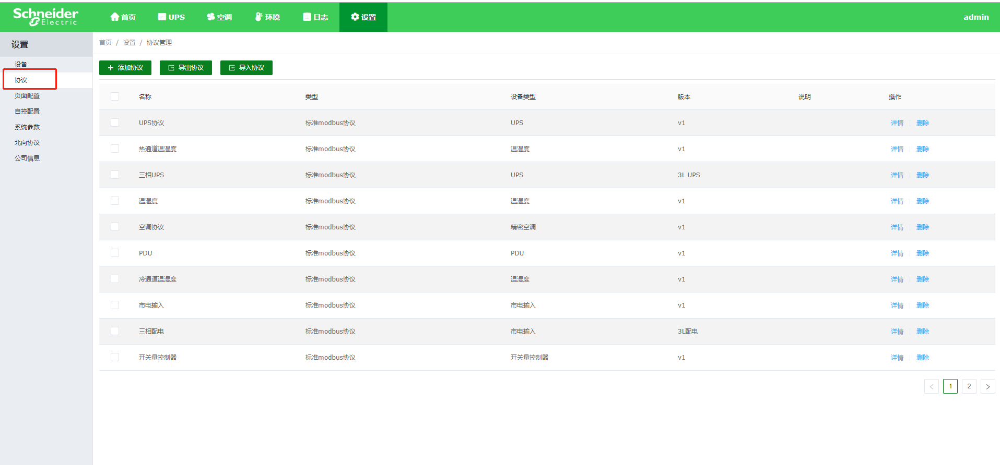 Schneider Electric
首页 UPS 空调 环境 日志 设置 admin
设置
设备
协议
页面配置
自控配置
系统参数
北向协议
公司信息
首页 / 设置 / 协议管理
+ 添加协议 导出协议 导入协议
名称 类型 设备类型 版本 说明 操作
UPS协议 标准modbus协议 UPS v1 详情 删除
热通道温湿度 标准modbus协议 温湿度 v1 详情 删除
三相UPS 标准modbus协议 UPS 3L UPS 详情 删除
温湿度 标准modbus协议 温湿度 v1 详情 删除
空调协议 标准modbus协议 精密空调 v1 详情 删除
PDU 标准modbus协议 PDU v1 详情 删除
冷通道温湿度 标准modbus协议 温湿度 v1 详情 删除
市电输入 标准modbus协议 市电输入 v1 详情 删除
三相配电 标准modbus协议 市电输入 3L配电 详情 删除
开关量控制器 标准modbus协议 开关量控制器 v1 详情 删除
< 1 2 >